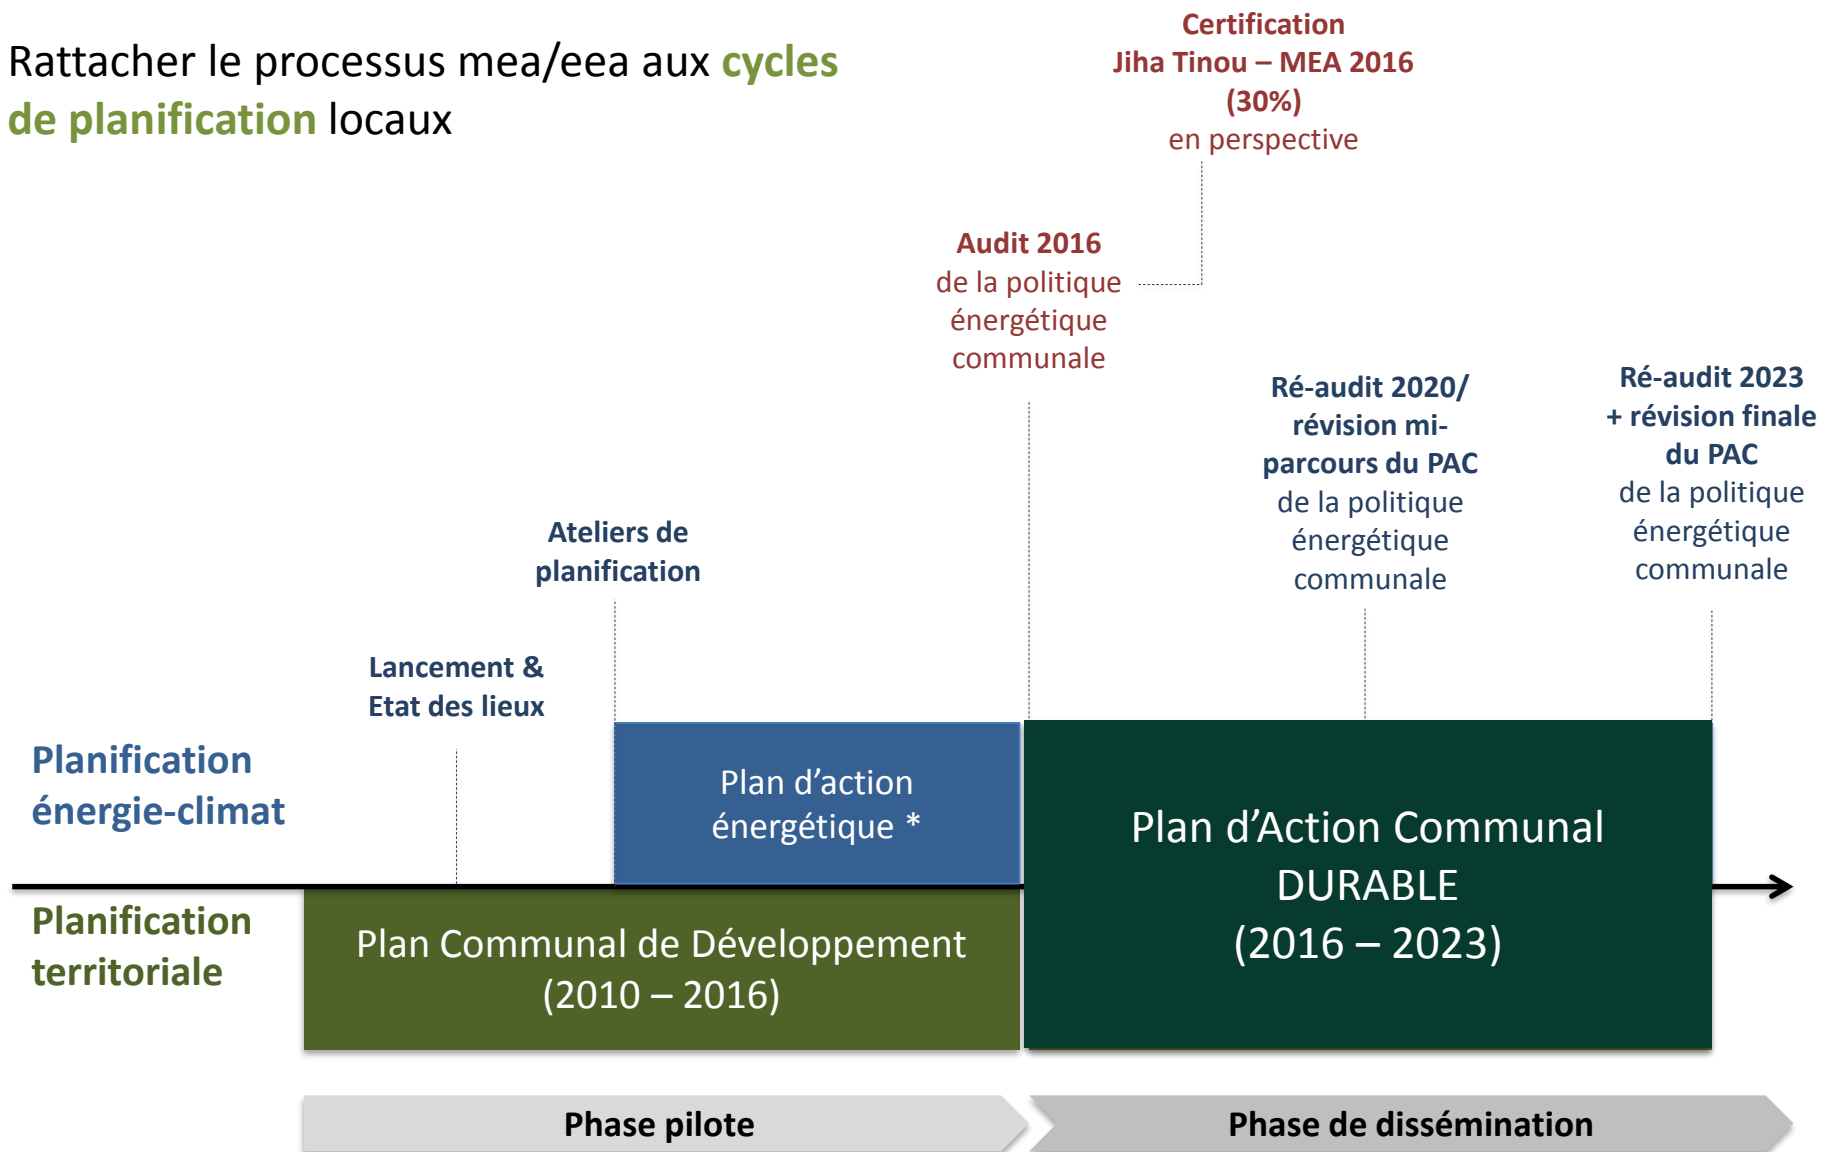 Rattacher le processus mea/eea aux cycles
de planification locaux
Certification
Jiha Tinou – MEA 2016
(30%)
en perspective
Audit 2016
de la politique
énergétique
communale
Ré-audit 2020/
révision mi-
parcours du PAC
de la politique
énergétique
communale
Ré-audit 2023
+ révision finale
du PAC
de la politique
énergétique
communale
Ateliers de
planification
Lancement &
Etat des lieux
Planification
énergie-climat
Plan d’action
énergétique *
Plan d’Action Communal
DURABLE
(2016 – 2023)
Planification
territoriale
Plan Communal de Développement
(2010 – 2016)
Phase pilote
Phase de dissémination